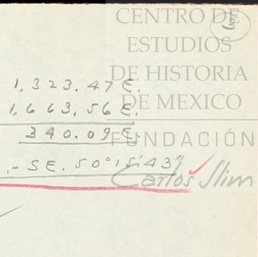 CENTRO DE
ESTUDIOS
DE HISTORIA
DE MEXICO
FUNDACIÓN
Carlos Slim
3
1,323.47 E.
1,663.56 E.
340.09 E.
.- SE. 50°15'43"